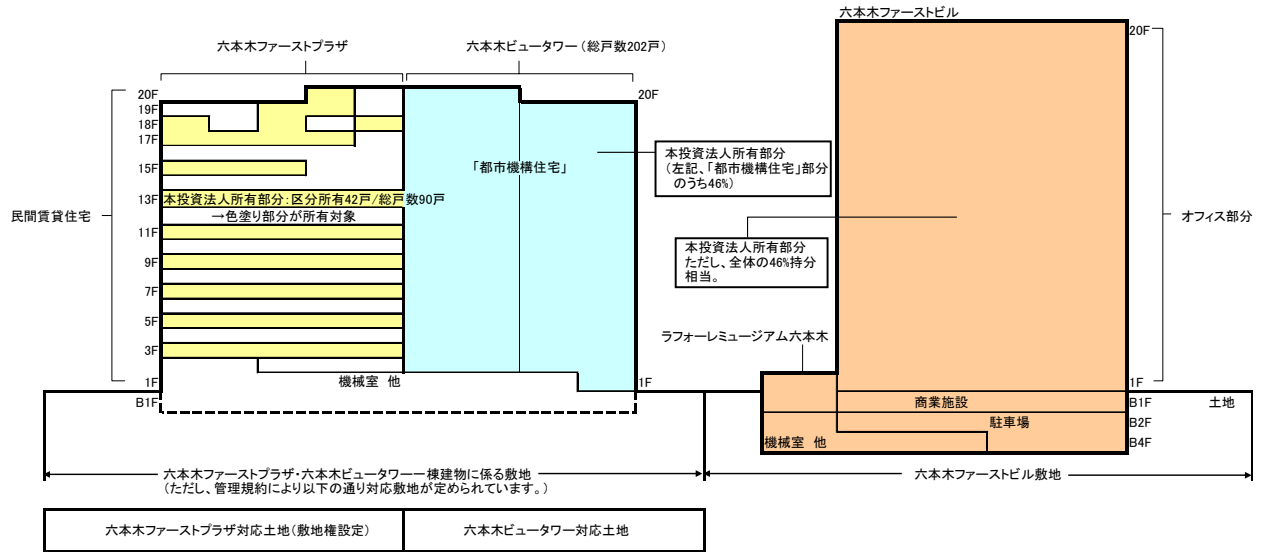 六本木ファーストビル
六本木ファーストプラザ
六本木ビュータワー（総戸数202戸）
20F
19F
18F
17F
15F
13F
11F
9F
7F
5F
3F
1F
B1F
民間賃貸住宅
本投資法人所有部分：区分所有42戸/総戸数90戸
→色塗り部分が所有対象
機械室 他
「都市機構住宅」
20F
1F
本投資法人所有部分
（左記、「都市機構住宅」部分
のうち46%）
本投資法人所有部分
ただし、全体の46%持分
相当。
ラフォーレミュージアム六本木
20F
オフィス部分
1F
B1F
B2F
B4F
土地
商業施設
駐車場
機械室 他
六本木ファーストプラザ・六本木ビュータワー一棟建物に係る敷地
（ただし、管理規約により以下の通り対応敷地が定められています。）
六本木ファーストビル敷地
六本木ファーストプラザ対応土地（敷地権設定）
六本木ビュータワー対応土地